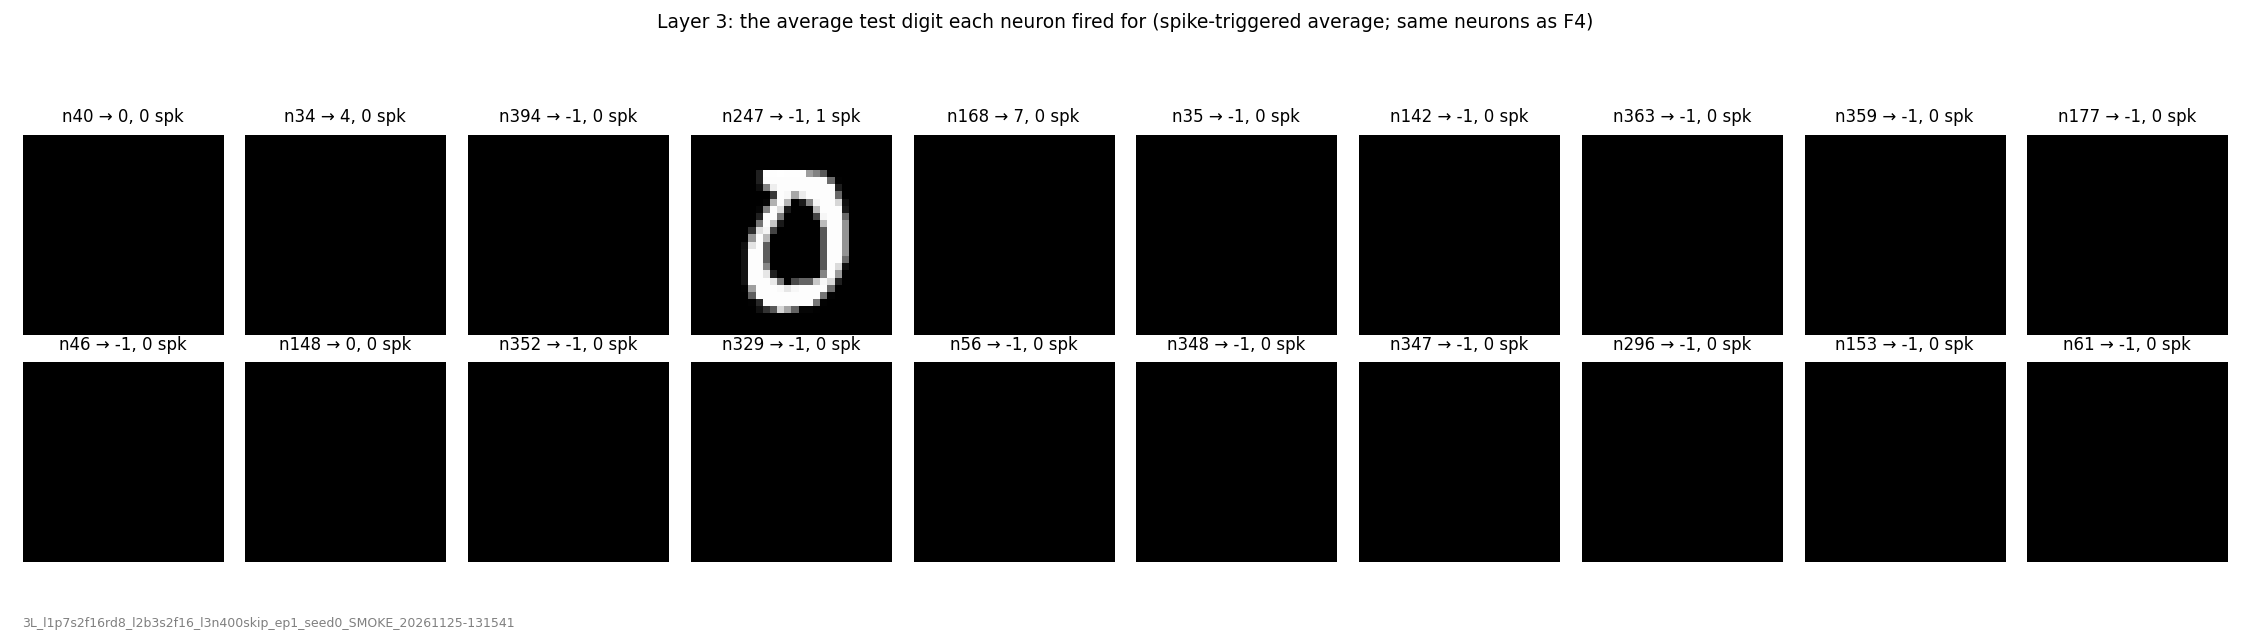 Layer 3: the average test digit each neuron fired for (spike-triggered average; same neurons as F4)
n40 → 0, 0 spk n34 → 4, 0 spk n394 → -1, 0 spk n247 → -1, 1 spk n168 → 7, 0 spk n35 → -1, 0 spk n142 → -1, 0 spk n363 → -1, 0 spk n359 → -1, 0 spk n177 → -1, 0 spk
n46 → -1, 0 spk n148 → 0, 0 spk n352 → -1, 0 spk n329 → -1, 0 spk n56 → -1, 0 spk n348 → -1, 0 spk n347 → -1, 0 spk n296 → -1, 0 spk n153 → -1, 0 spk n61 → -1, 0 spk
3L_l1p7s2f16rd8_l2b3s2f16_l3n400skip_ep1_seed0_SMOKE_20261125-131541